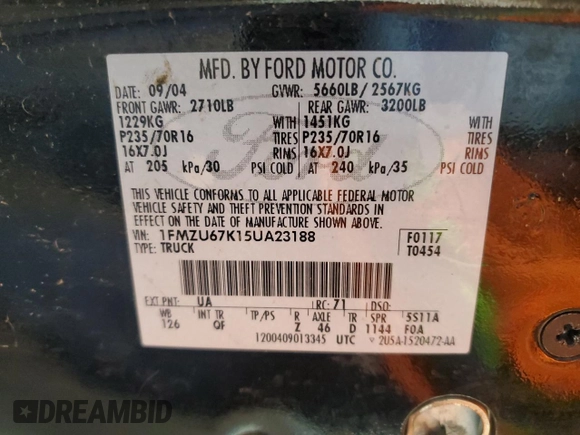 MFD. BY FORD MOTOR CO.
DATE: 09/04 GVWR: 5660LB/ 2567KG
FRONT GAWR: 2710LB REAR GAWR: 3200LB
1229KG WITH 1451KG WITH
P235/70R16 TIRES P235/70R16 TIRES
16X7.0J RIMS 16X7.0J RIMS
AT 205 kPa/30 PSI COLD AT 240 kPa/35 PSI COLD
THIS VEHICLE CONFORMS TO ALL APPLICABLE FEDERAL MOTOR
VEHICLE SAFETY AND THEFT PREVENTION STANDARDS IN
EFFECT ON THE DATE OF MANUFACTURE SHOWN ABOVE.
VIN: 1FMZU67K15UA23188 F0117
TYPE: TRUCK T0454
Ford
EXT PNT: UA RC: 71 DSO:
WB INT TR TP/PS R AXLE TR SPR 5S11A
126 QF Z 46 D 1144 F0A
1200409013345 UTC 2U5A-1520472-AA
DREAMBID